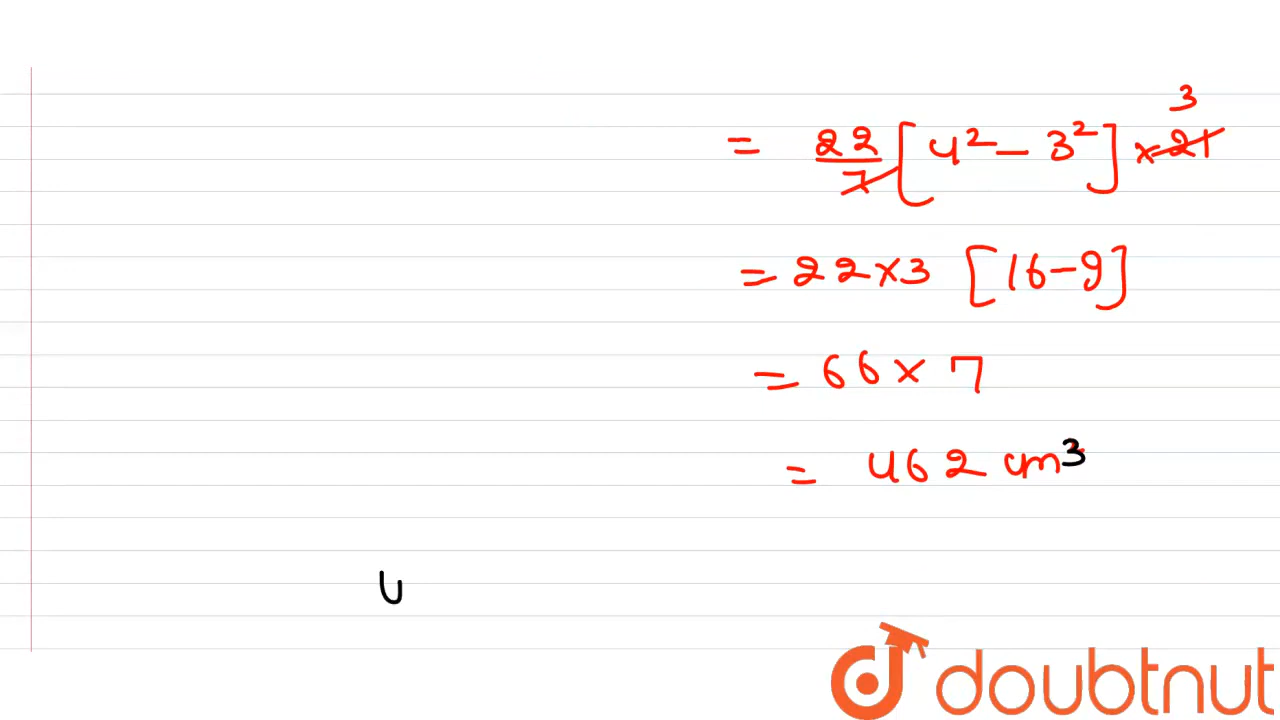 = 22/7 [4² - 3²] × 21 3
= 22×3 [16-9]
= 66 × 7
= 462 cm³
doubtnut